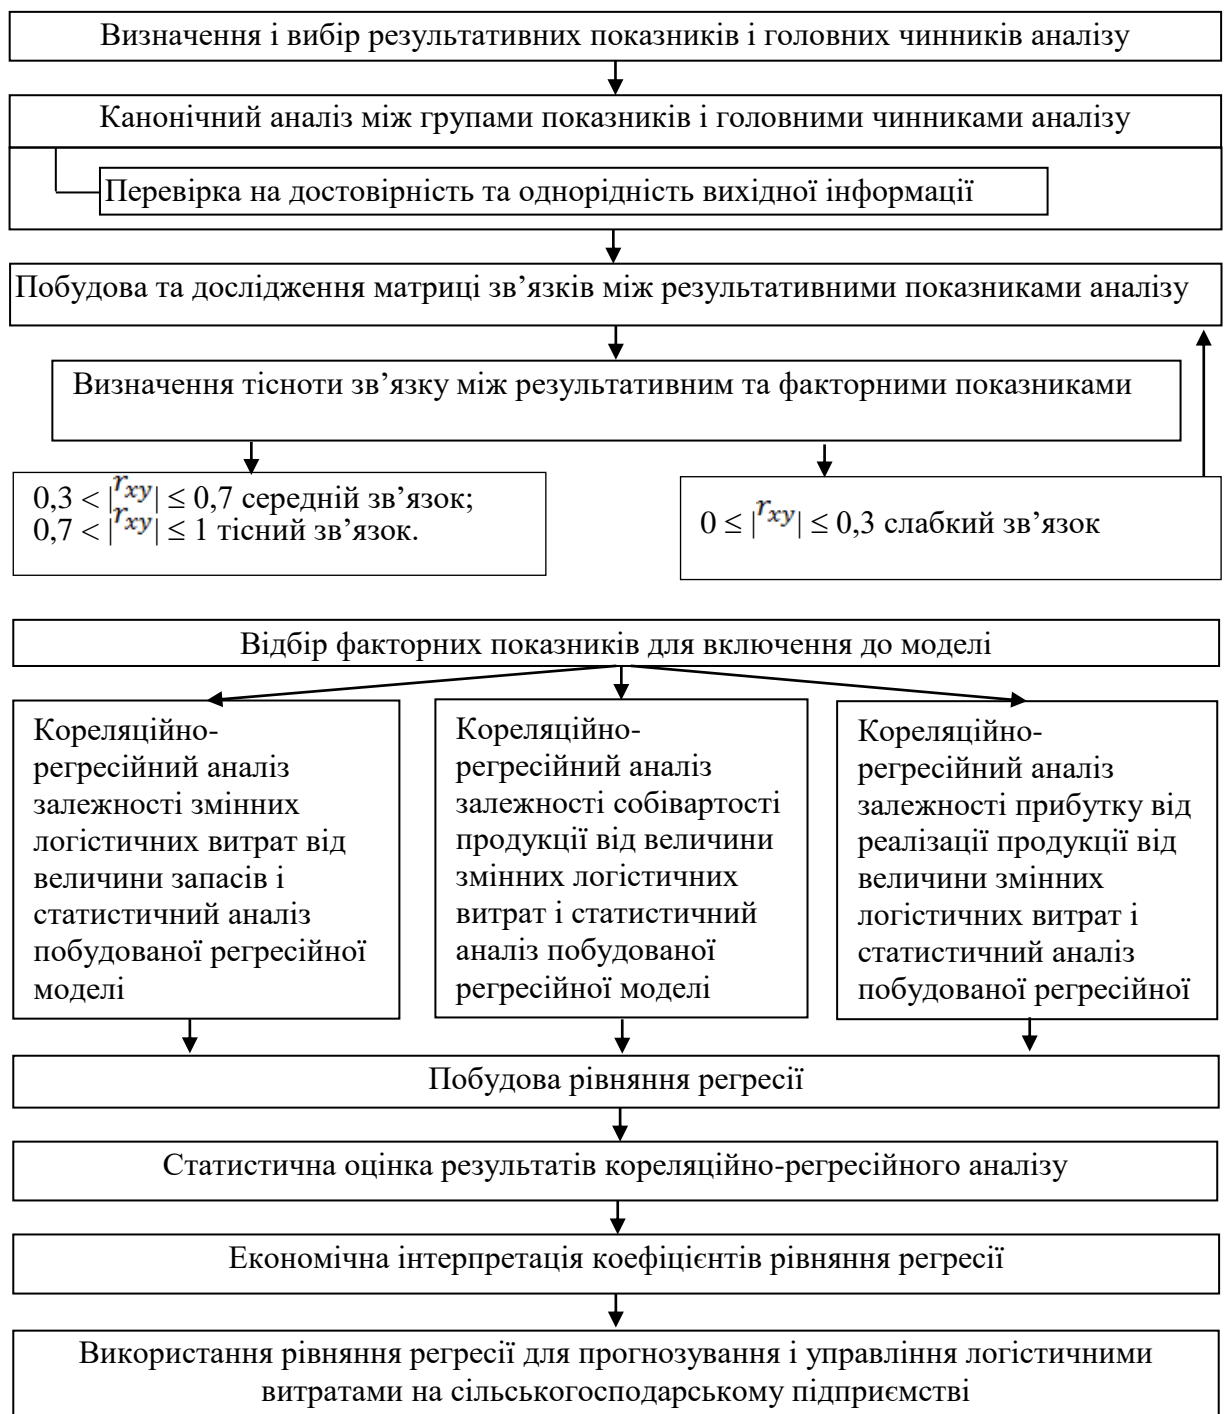 Визначення і вибір результативних показників і головних чинників аналізу
Канонічний аналіз між групами показників і головними чинниками аналізу
Перевірка на достовірність та однорідність вихідної інформації
Побудова та дослідження матриці зв’язків між результативними показниками аналізу
Визначення тісноти зв’язку між результативним та факторними показниками
0,3 < |rxy| ≤ 0,7 середній зв’язок;
0,7 < |rxy| ≤ 1 тісний зв’язок.
0 ≤ |rxy| ≤ 0,3 слабкий зв’язок
Відбір факторних показників для включення до моделі
Кореляційно-
регресійний аналіз
залежності змінних
логістичних витрат від
величини запасів і
статистичний аналіз
побудованої регресійної
моделі
Кореляційно-
регресійний аналіз
залежності собівартості
продукції від величини
змінних логістичних
витрат і статистичний
аналіз побудованої
регресійної моделі
Кореляційно-
регресійний аналіз
залежності прибутку від
реалізації продукції від
величини змінних
логістичних витрат і
статистичний аналіз
побудованої регресійної
Побудова рівняння регресії
Статистична оцінка результатів кореляційно-регресійного аналізу
Економічна інтерпретація коефіцієнтів рівняння регресії
Використання рівняння регресії для прогнозування і управління логістичними
витратами на сільськогосподарському підприємстві